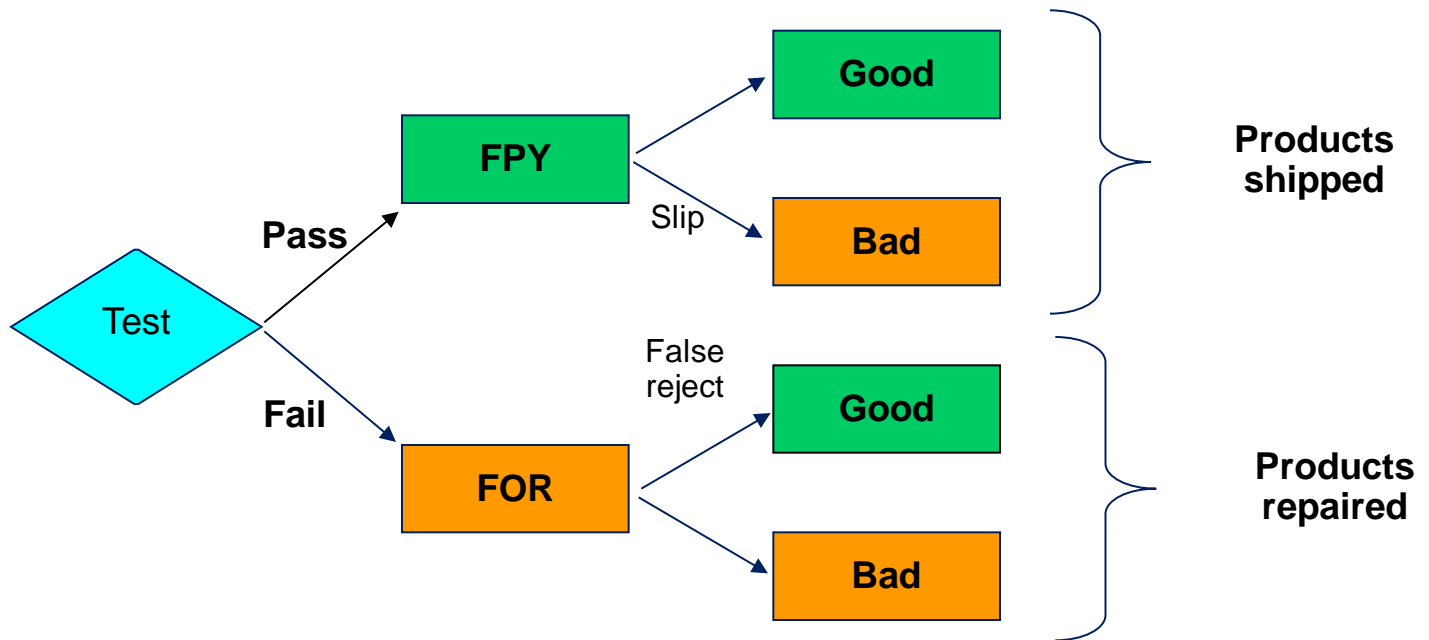 Good
FPY
Products
shipped
Slip
Pass
Bad
Test
False
reject
Fail
Good
FOR
Products
repaired
Bad